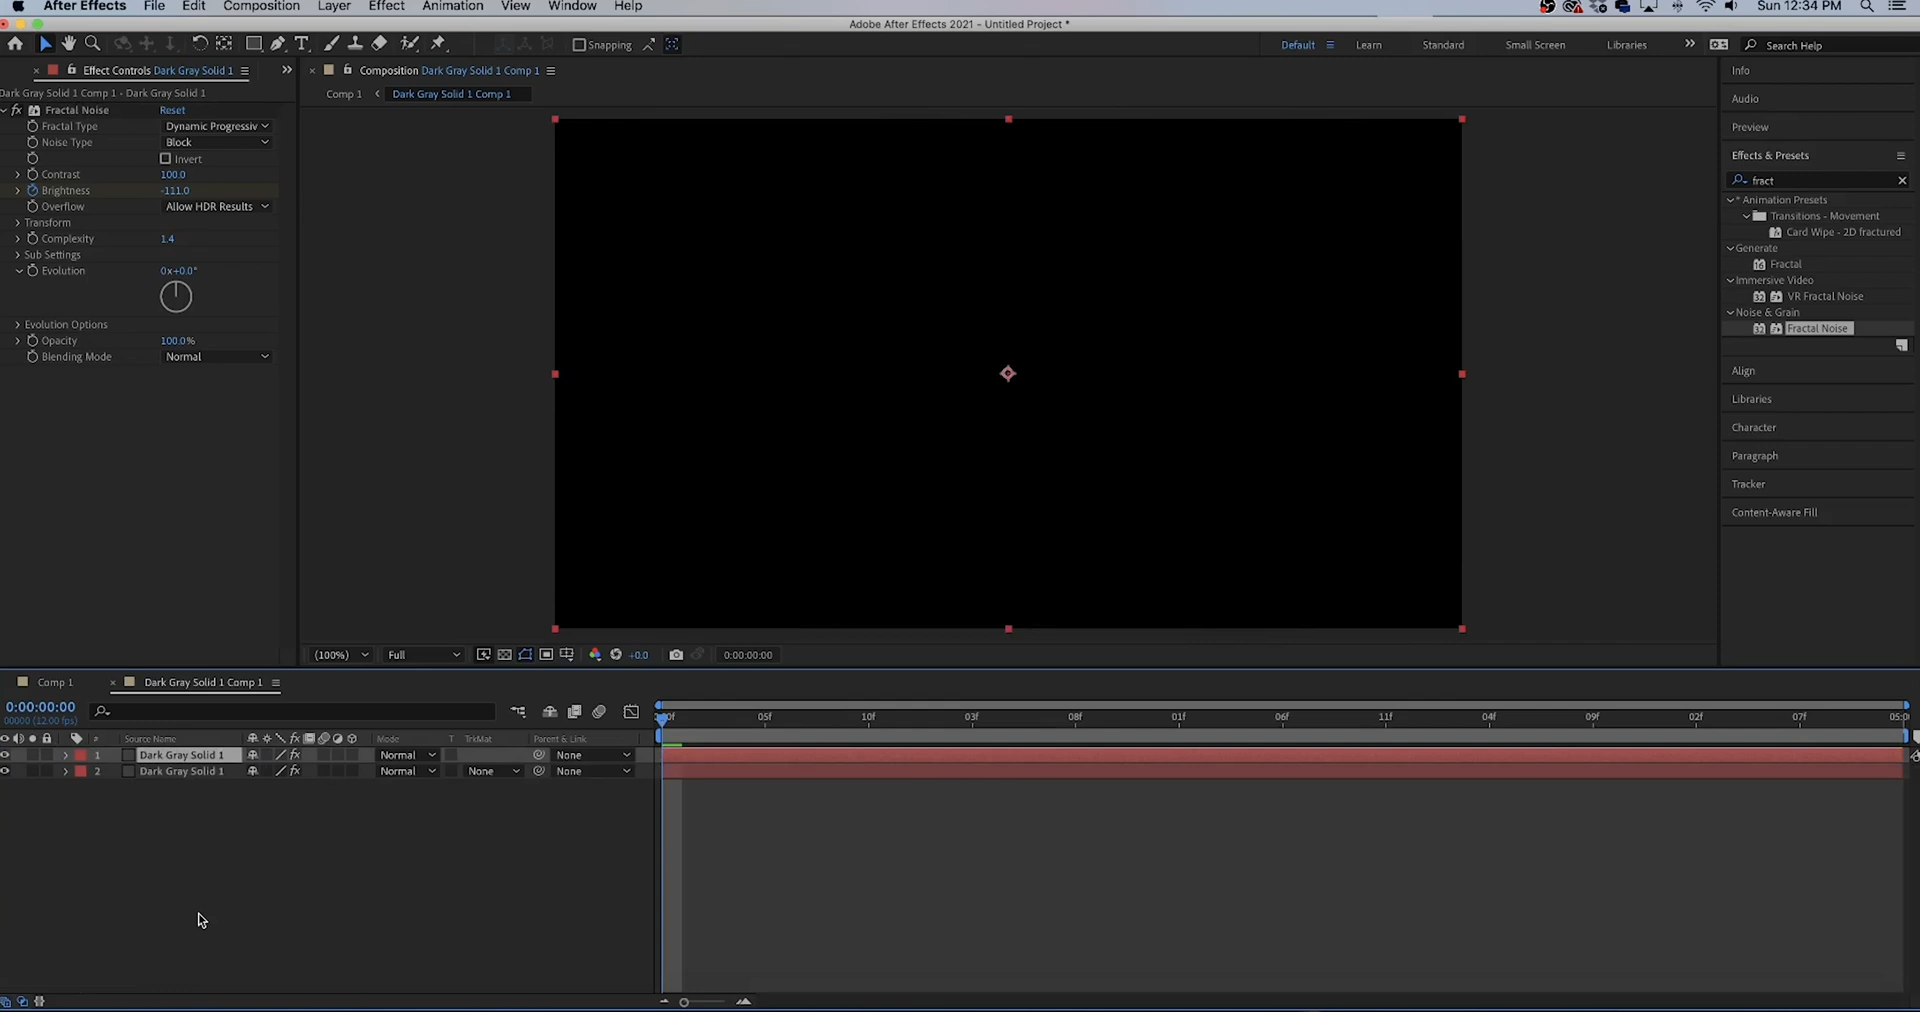 After Effects File Edit Composition Layer Effect Animation View Window Help Sun 12:34 PM
Adobe After Effects 2021 - Untitled Project *
Snapping Default Learn Standard Small Screen Libraries Search Help
Effect Controls Dark Gray Solid 1
Dark Gray Solid 1 Comp 1 - Dark Gray Solid 1
fx Fractal Noise Reset
Fractal Type Dynamic Progressiv
Noise Type Block
Invert
Contrast 100.0
Brightness -111.0
Overflow Allow HDR Results
Transform
Complexity 1.4
Sub Settings
Evolution 0x+0.0°
Evolution Options
Opacity 100.0%
Blending Mode Normal
Composition Dark Gray Solid 1 Comp 1
Comp 1 Dark Gray Solid 1 Comp 1
(100%) Full +0.0 0:00:00:00
Info
Audio
Preview
Effects & Presets
fract
* Animation Presets
Transitions - Movement
Card Wipe - 2D fractured
Generate
16 Fractal
Immersive Video
32 VR Fractal Noise
Noise & Grain
32 Fractal Noise
Align
Libraries
Character
Paragraph
Tracker
Content-Aware Fill
Comp 1 Dark Gray Solid 1 Comp 1
0:00:00:00
00000 (12.00 fps)
:00f 05f 10f 03f 08f 01f 06f 11f 04f 09f 02f 07f 05:0
# Source Name fx Mode T TrkMat Parent & Link
1 Dark Gray Solid 1 fx Normal None
2 Dark Gray Solid 1 fx Normal None None